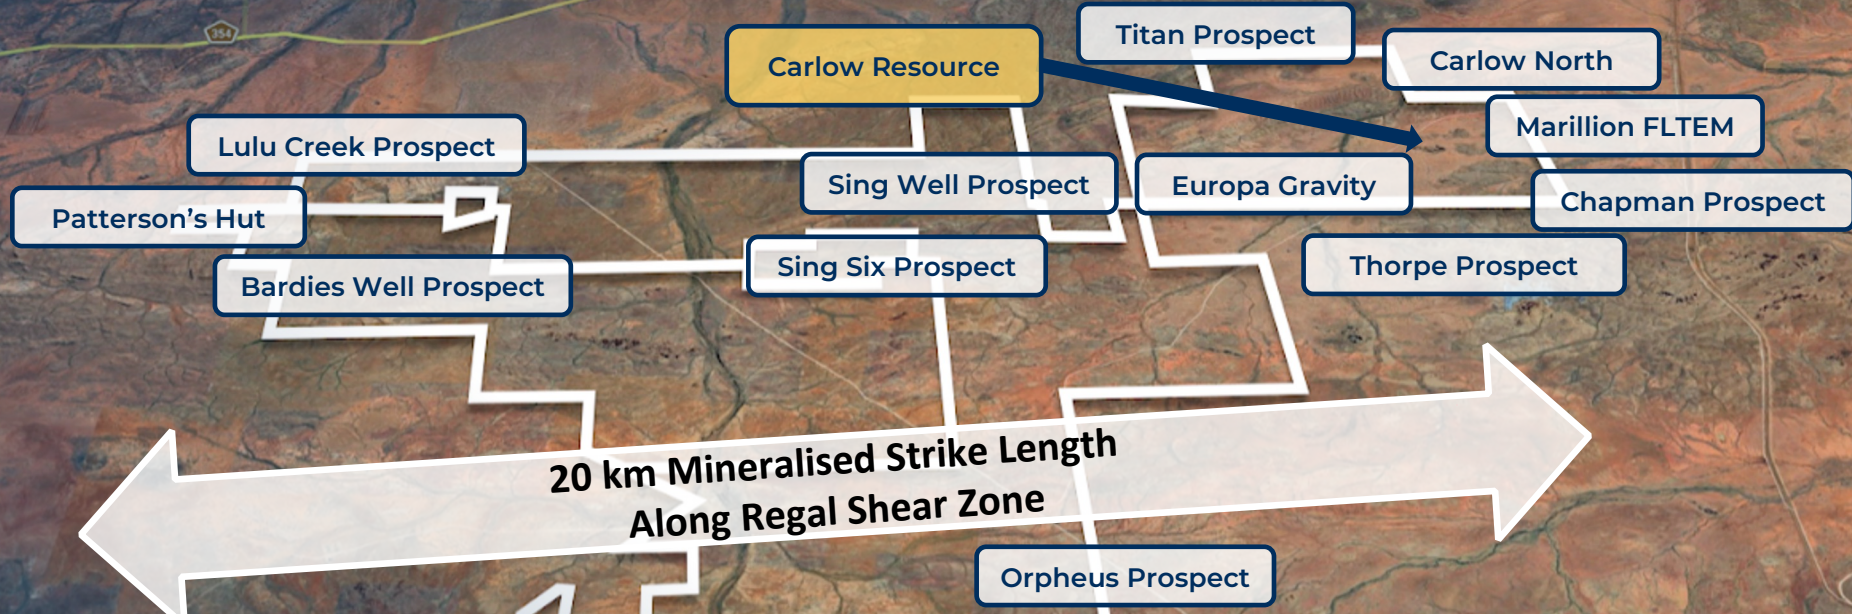 354
Titan Prospect
Carlow Resource
Carlow North
Marillion FLTEM
Lulu Creek Prospect
Sing Well Prospect
Europa Gravity
Chapman Prospect
Patterson's Hut
Bardies Well Prospect
Sing Six Prospect
Thorpe Prospect
20 km Mineralised Strike Length
Along Regal Shear Zone
Orpheus Prospect